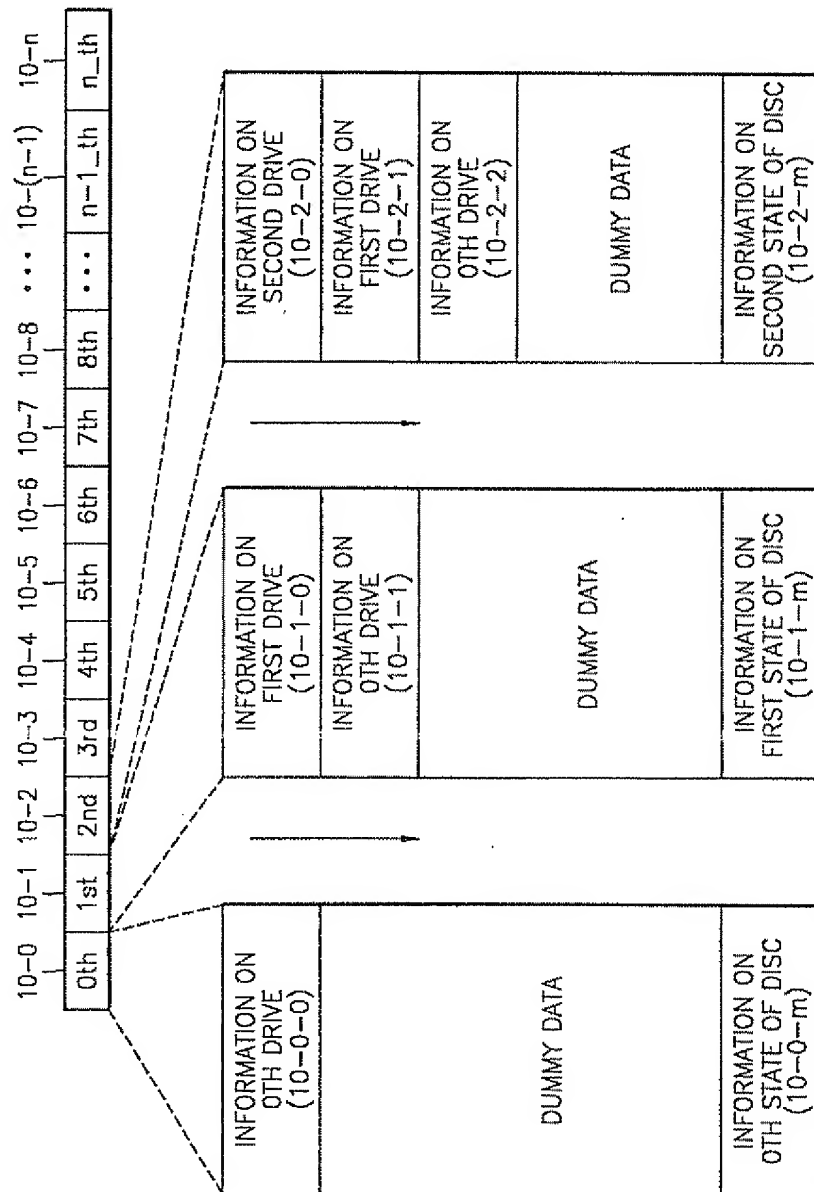 10-0 10-1 10-2 10-3 10-4 10-5 10-6 10-7 10-8 ••• 10-(n-1) 10-n
0th 1st 2nd 3rd 4th 5th 6th 7th 8th ••• n-1_th n_th
INFORMATION ON
0TH DRIVE
(10-0-0)
DUMMY DATA
INFORMATION ON
0TH STATE OF DISC
(10-0-m)
INFORMATION ON
FIRST DRIVE
(10-1-0)
INFORMATION ON
0TH DRIVE
(10-1-1)
DUMMY DATA
INFORMATION ON
FIRST STATE OF DISC
(10-1-m)
INFORMATION ON
SECOND DRIVE
(10-2-0)
INFORMATION ON
FIRST DRIVE
(10-2-1)
INFORMATION ON
0TH DRIVE
(10-2-2)
DUMMY DATA
INFORMATION ON
SECOND STATE OF DISC
(10-2-m)